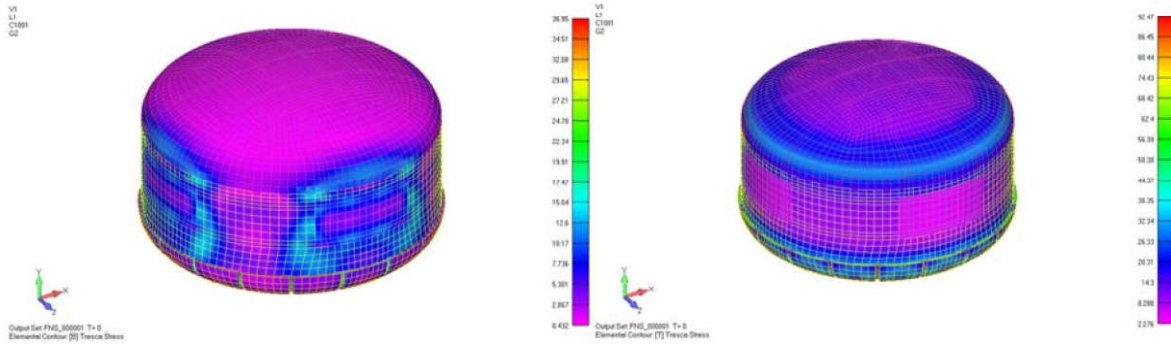 V1
L1
C1001
G2
36.95
34.51
32.08
29.65
27.21
24.78
22.34
19.91
17.47
15.04
12.6
10.17
7.736
5.301
2.867
0.432
Y
X
Z
Output Set: FNS_000001 T> 8
Elemental Contour: [B] Tresca Stress
V1
L1
C1001
G2
92.47
86.45
80.44
74.43
68.42
62.4
56.39
50.38
44.37
38.35
32.34
26.33
20.31
14.3
8.288
2.276
Y
X
Z
Output Set: FNS_000001 T> 8
Elemental Contour: [T] Tresca Stress